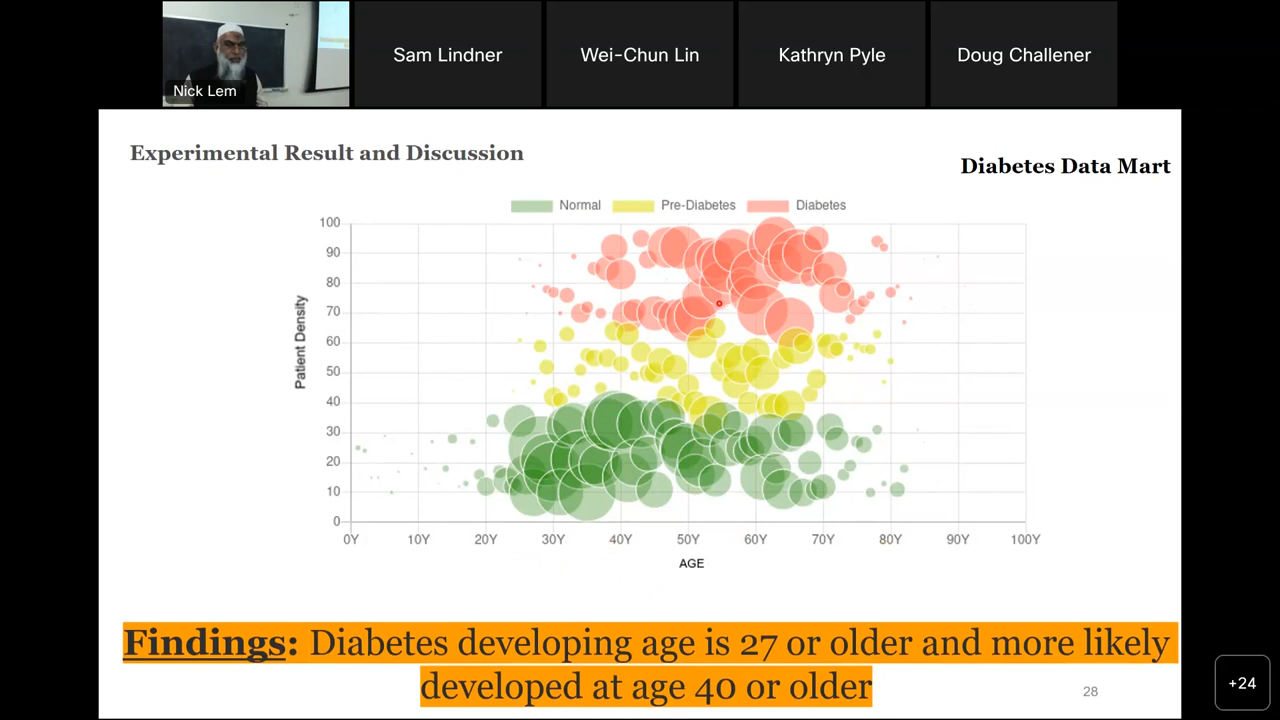 Nick Lem
Sam Lindner
Wei-Chun Lin
Kathryn Pyle
Doug Challener
Experimental Result and Discussion
Diabetes Data Mart
Normal Pre-Diabetes Diabetes
100
90
80
70
60
50
40
30
20
10
0
Patient Density
0Y 10Y 20Y 30Y 40Y 50Y 60Y 70Y 80Y 90Y 100Y
AGE
Findings: Diabetes developing age is 27 or older and more likely
developed at age 40 or older
28
+24